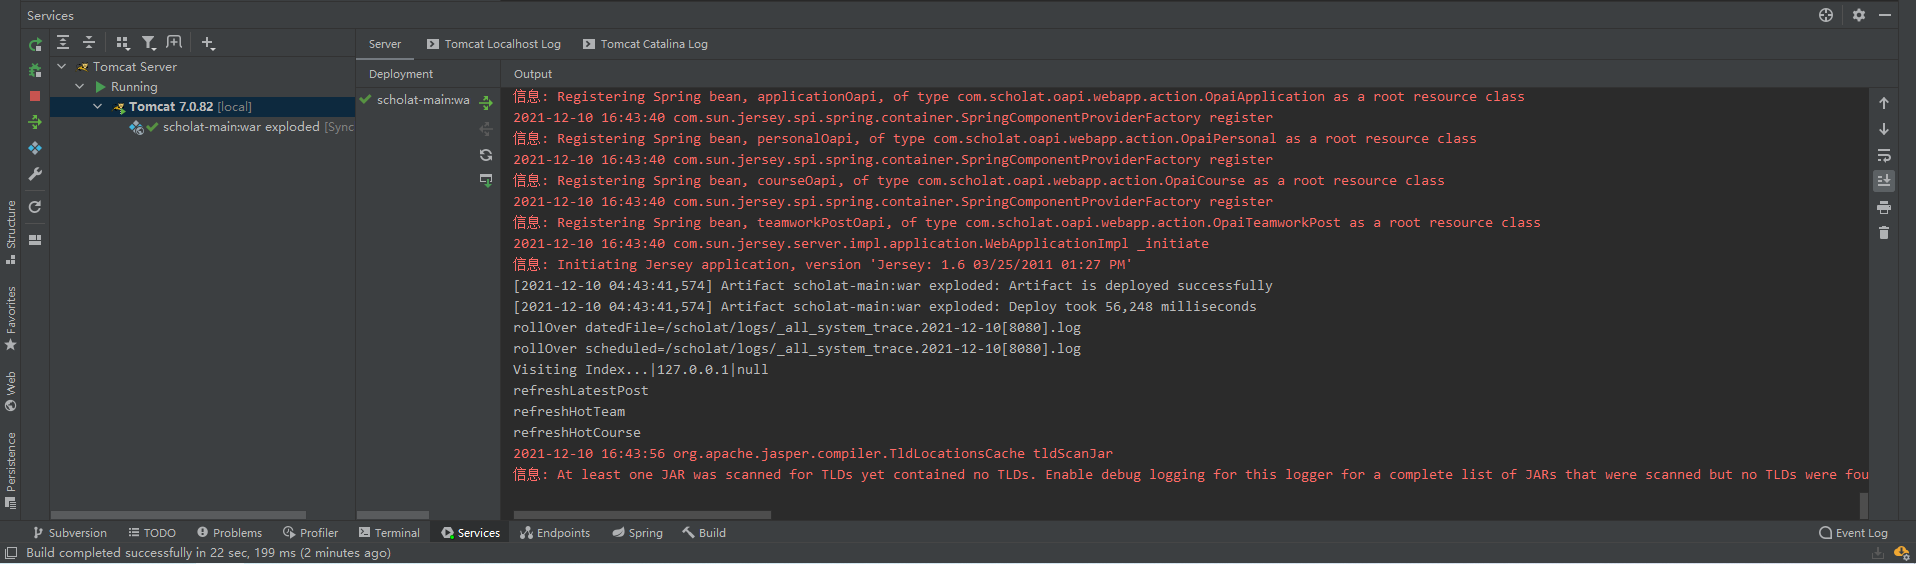 Services
Server
Tomcat Localhost Log
Tomcat Catalina Log
Tomcat Server
Running
Tomcat 7.0.82 [local]
scholat-main:war exploded [Sync
Deployment
scholat-main:wa
Output
信息: Registering Spring bean, applicationOapi, of type com.scholat.oapi.webapp.action.OpaiApplication as a root resource class
2021-12-10 16:43:40 com.sun.jersey.spi.spring.container.SpringComponentProviderFactory register
信息: Registering Spring bean, personalOapi, of type com.scholat.oapi.webapp.action.OpaiPersonal as a root resource class
2021-12-10 16:43:40 com.sun.jersey.spi.spring.container.SpringComponentProviderFactory register
信息: Registering Spring bean, courseOapi, of type com.scholat.oapi.webapp.action.OpaiCourse as a root resource class
2021-12-10 16:43:40 com.sun.jersey.spi.spring.container.SpringComponentProviderFactory register
信息: Registering Spring bean, teamworkPostOapi, of type com.scholat.oapi.webapp.action.OpaiTeamworkPost as a root resource class
2021-12-10 16:43:40 com.sun.jersey.server.impl.application.WebApplicationImpl _initiate
信息: Initiating Jersey application, version 'Jersey: 1.6 03/25/2011 01:27 PM'
[2021-12-10 04:43:41,574] Artifact scholat-main:war exploded: Artifact is deployed successfully
[2021-12-10 04:43:41,574] Artifact scholat-main:war exploded: Deploy took 56,248 milliseconds
rollOver datedFile=/scholat/logs/_all_system_trace.2021-12-10[8080].log
rollOver scheduled=/scholat/logs/_all_system_trace.2021-12-10[8080].log
Visiting Index...|127.0.0.1|null
refreshLatestPost
refreshHotTeam
refreshHotCourse
2021-12-10 16:43:56 org.apache.jasper.compiler.TldLocationsCache tldScanJar
信息: At least one JAR was scanned for TLDs yet contained no TLDs. Enable debug logging for this logger for a complete list of JARs that were scanned but no TLDs were fou
Structure
Favorites
Web
Persistence
Subversion
TODO
Problems
Profiler
Terminal
Services
Endpoints
Spring
Build
Event Log
Build completed successfully in 22 sec, 199 ms (2 minutes ago)